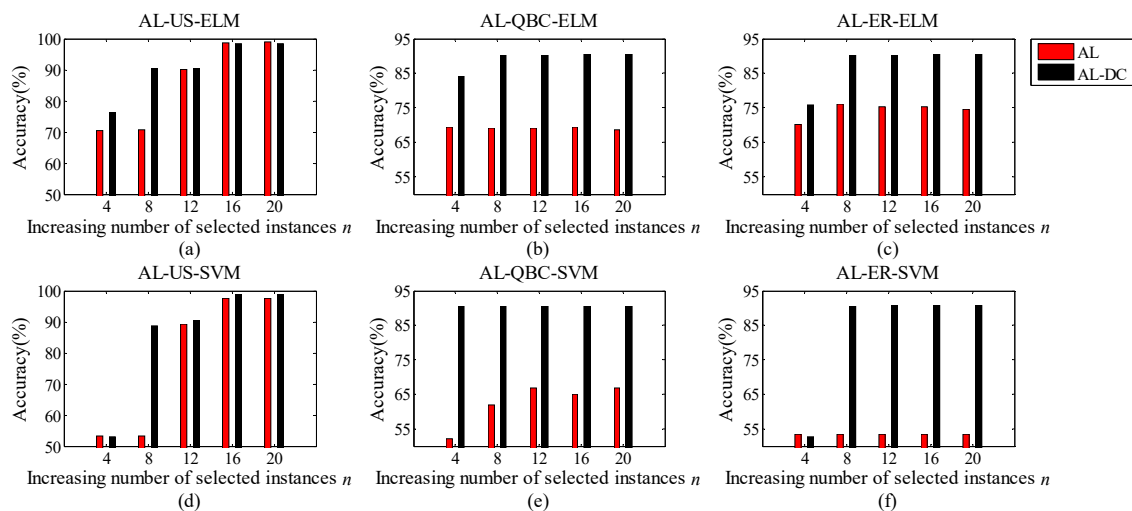 AL-US-ELM
Accuracy(%)
100
90
80
70
60
50
4 8 12 16 20
Increasing number of selected instances n
(a)
AL-QBC-ELM
Accuracy(%)
95
85
75
65
55
4 8 12 16 20
Increasing number of selected instances n
(b)
AL-ER-ELM
Accuracy(%)
95
85
75
65
55
4 8 12 16 20
Increasing number of selected instances n
(c)
AL
AL-DC
AL-US-SVM
Accuracy(%)
100
90
80
70
60
50
4 8 12 16 20
Increasing number of selected instances n
(d)
AL-QBC-SVM
Accuracy(%)
95
85
75
65
55
4 8 12 16 20
Increasing number of selected instances n
(e)
AL-ER-SVM
Accuracy(%)
95
85
75
65
55
4 8 12 16 20
Increasing number of selected instances n
(f)